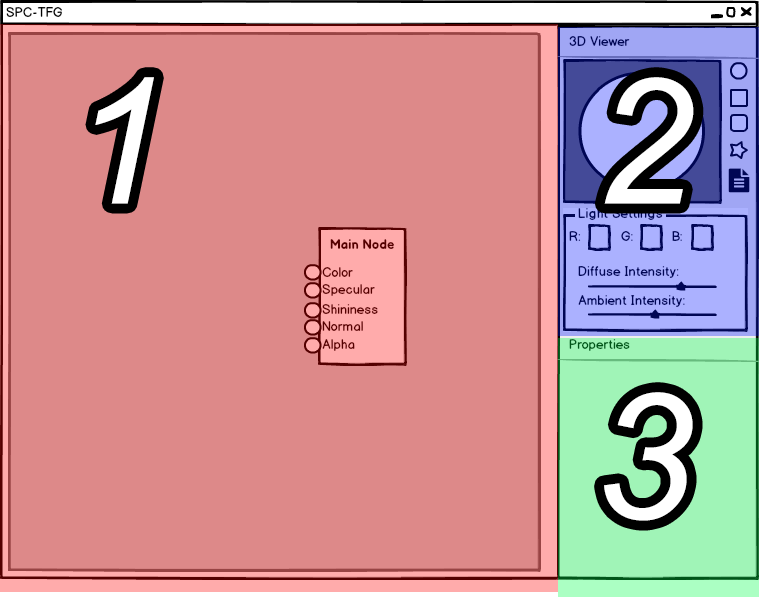 SPC-TFG
1
Main Node
Color
Specular
Shininess
Normal
Alpha
3D Viewer
2
Light Settings
R: G: B:
Diffuse Intensity:
Ambient Intensity:
Properties
3